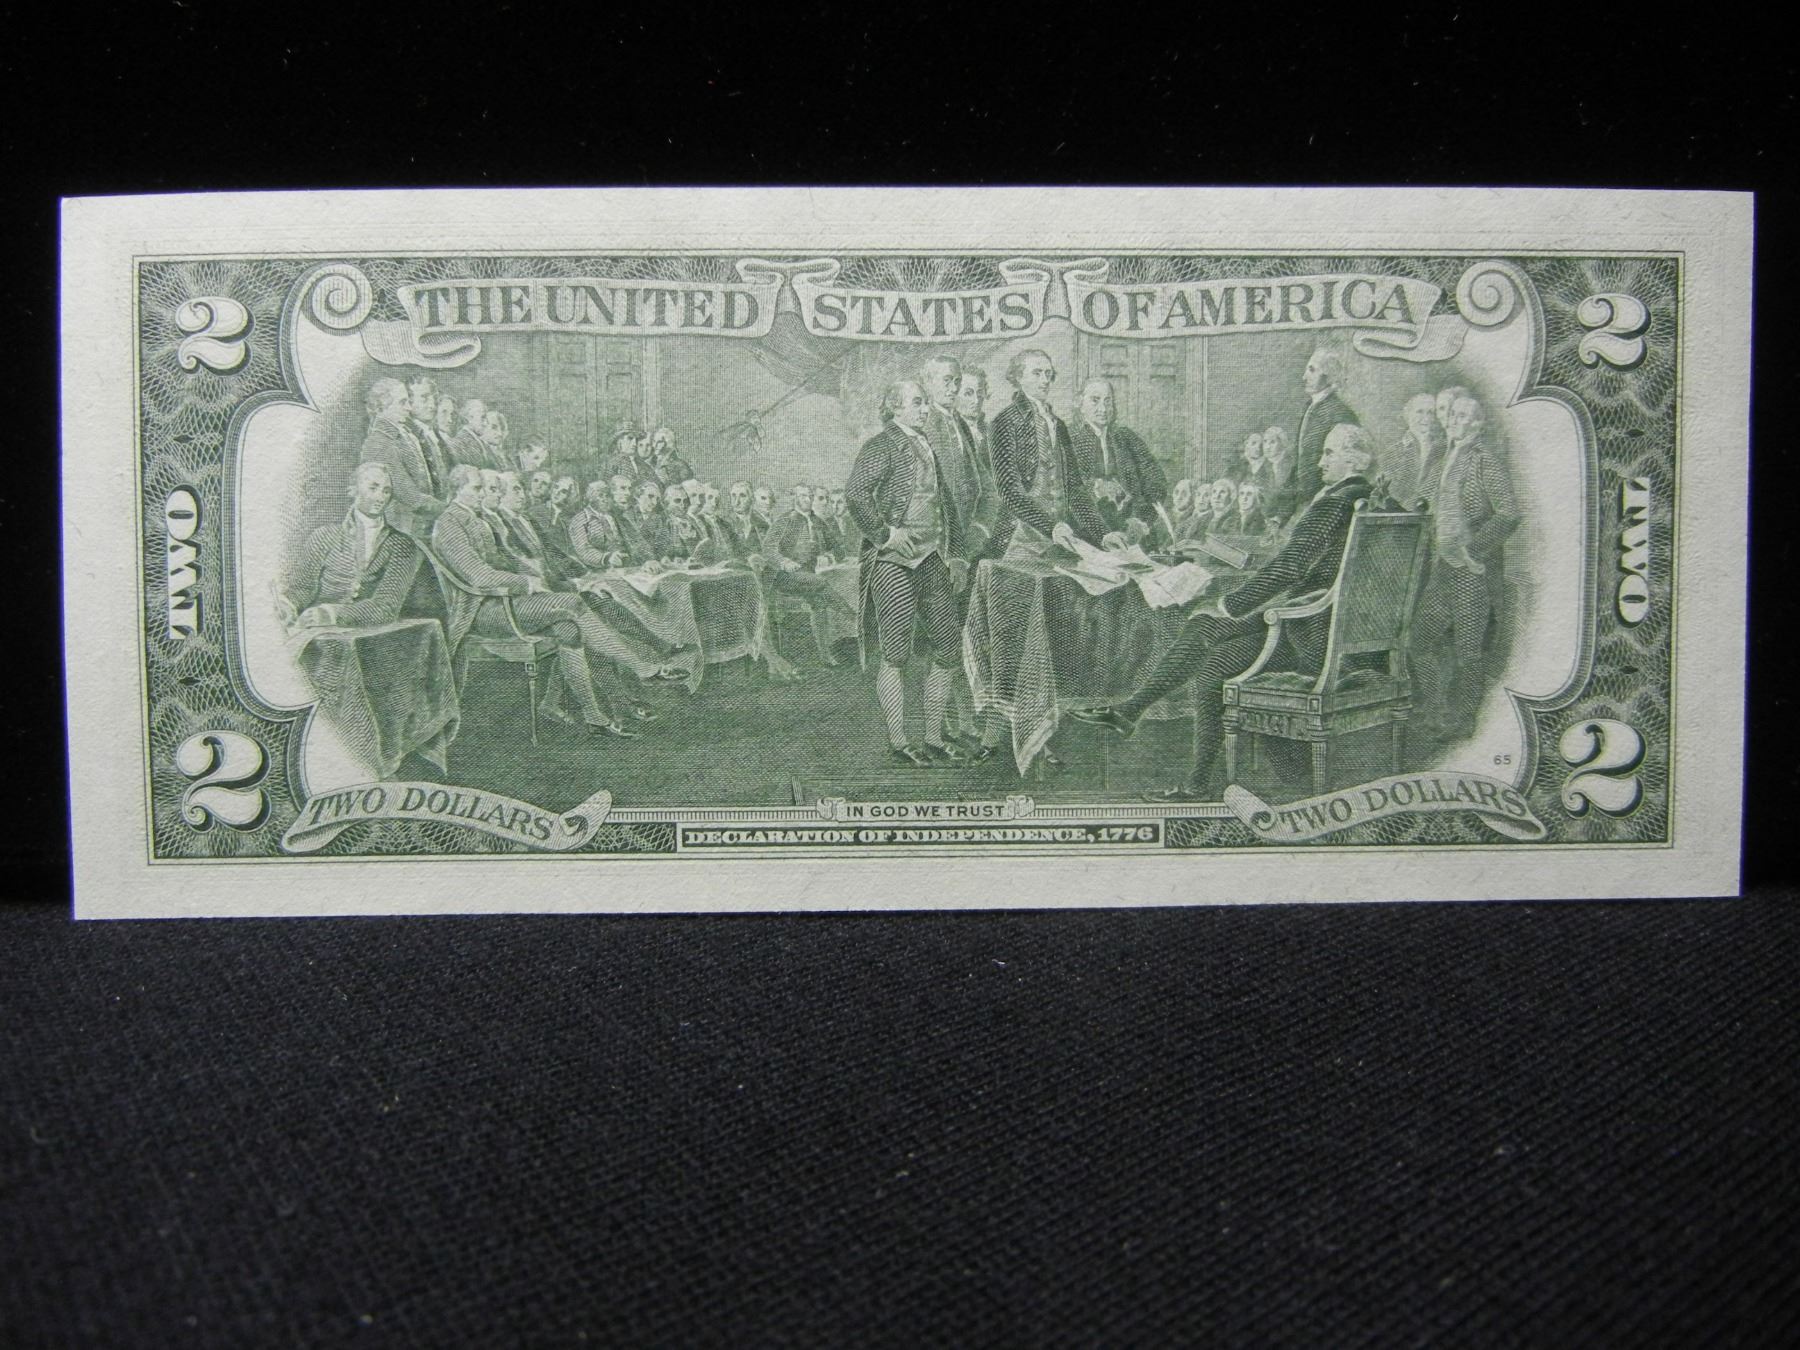 2 THE UNITED STATES OF AMERICA 2
TWO TWO
65
2 TWO DOLLARS IN GOD WE TRUST TWO DOLLARS 2
DECLARATION OF INDEPENDENCE, 1776